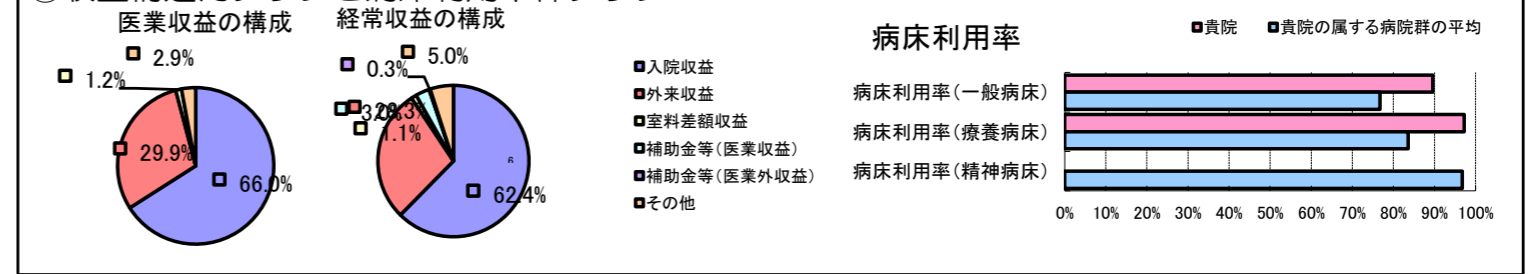 医業収益の構成
2.9%
1.2%
29.9%
66.0%
経常収益の構成
5.0%
0.3%
3.0%
28.3%
1.1%
62.4%
入院収益
外来収益
室料差額収益
補助金等(医業収益)
補助金等(医業外収益)
その他
病床利用率
貴院
貴院の属する病院群の平均
病床利用率(一般病床)
病床利用率(療養病床)
病床利用率(精神病床)
0% 10% 20% 30% 40% 50% 60% 70% 80% 90% 100%